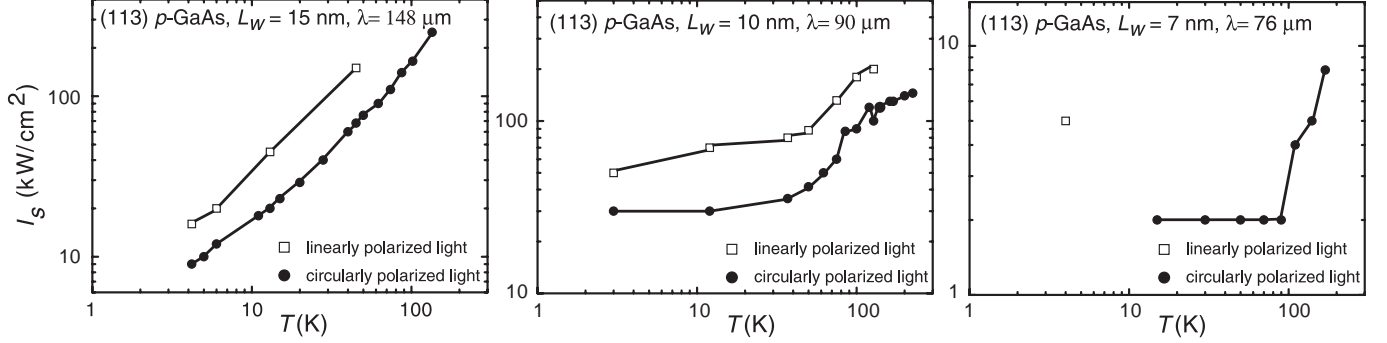 (113) p-GaAs, L_W = 15 nm, λ= 148 μm
I_s (kW/cm²)
100
10
linearly polarized light
circularly polarized light
1
10
100
T(K)
(113) p-GaAs, L_W = 10 nm, λ= 90 μm
100
10
linearly polarized light
circularly polarized light
1
10
100
T(K)
(113) p-GaAs, L_W = 7 nm, λ= 76 μm
10
1
linearly polarized light
circularly polarized light
1
10
100
T(K)